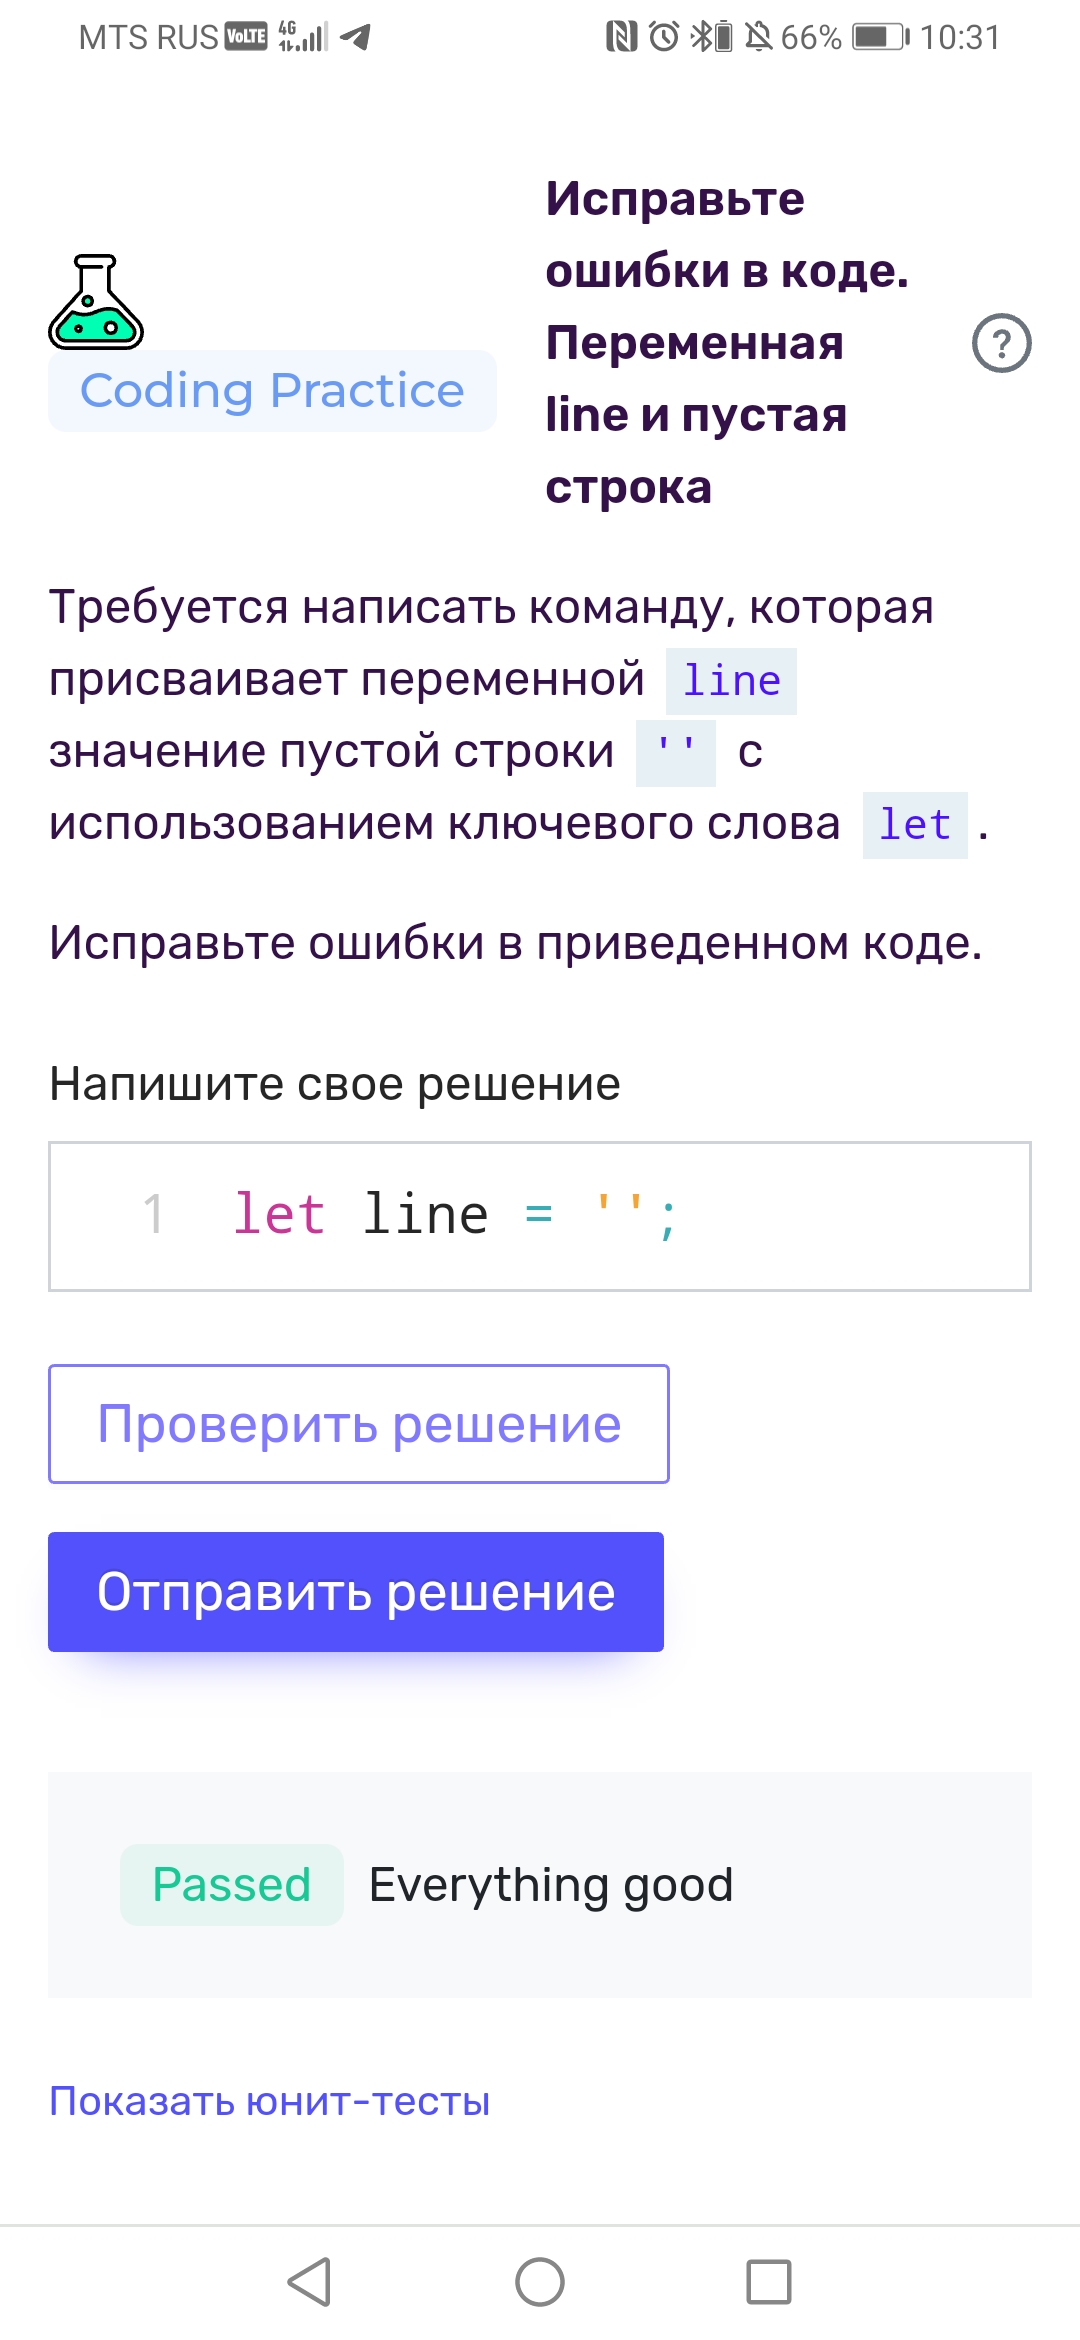 MTS RUS VoLTE 4G 66% 10:31
Исправьте
ошибки в коде.
Переменная
line и пустая
строка
?
Coding Practice
Требуется написать команду, которая
присваивает переменной line
значение пустой строки '' с
использованием ключевого слова let.
Исправьте ошибки в приведенном коде.
Напишите свое решение
1 let line = '';
Проверить решение
Отправить решение
Passed Everything good
Показать юнит-тесты